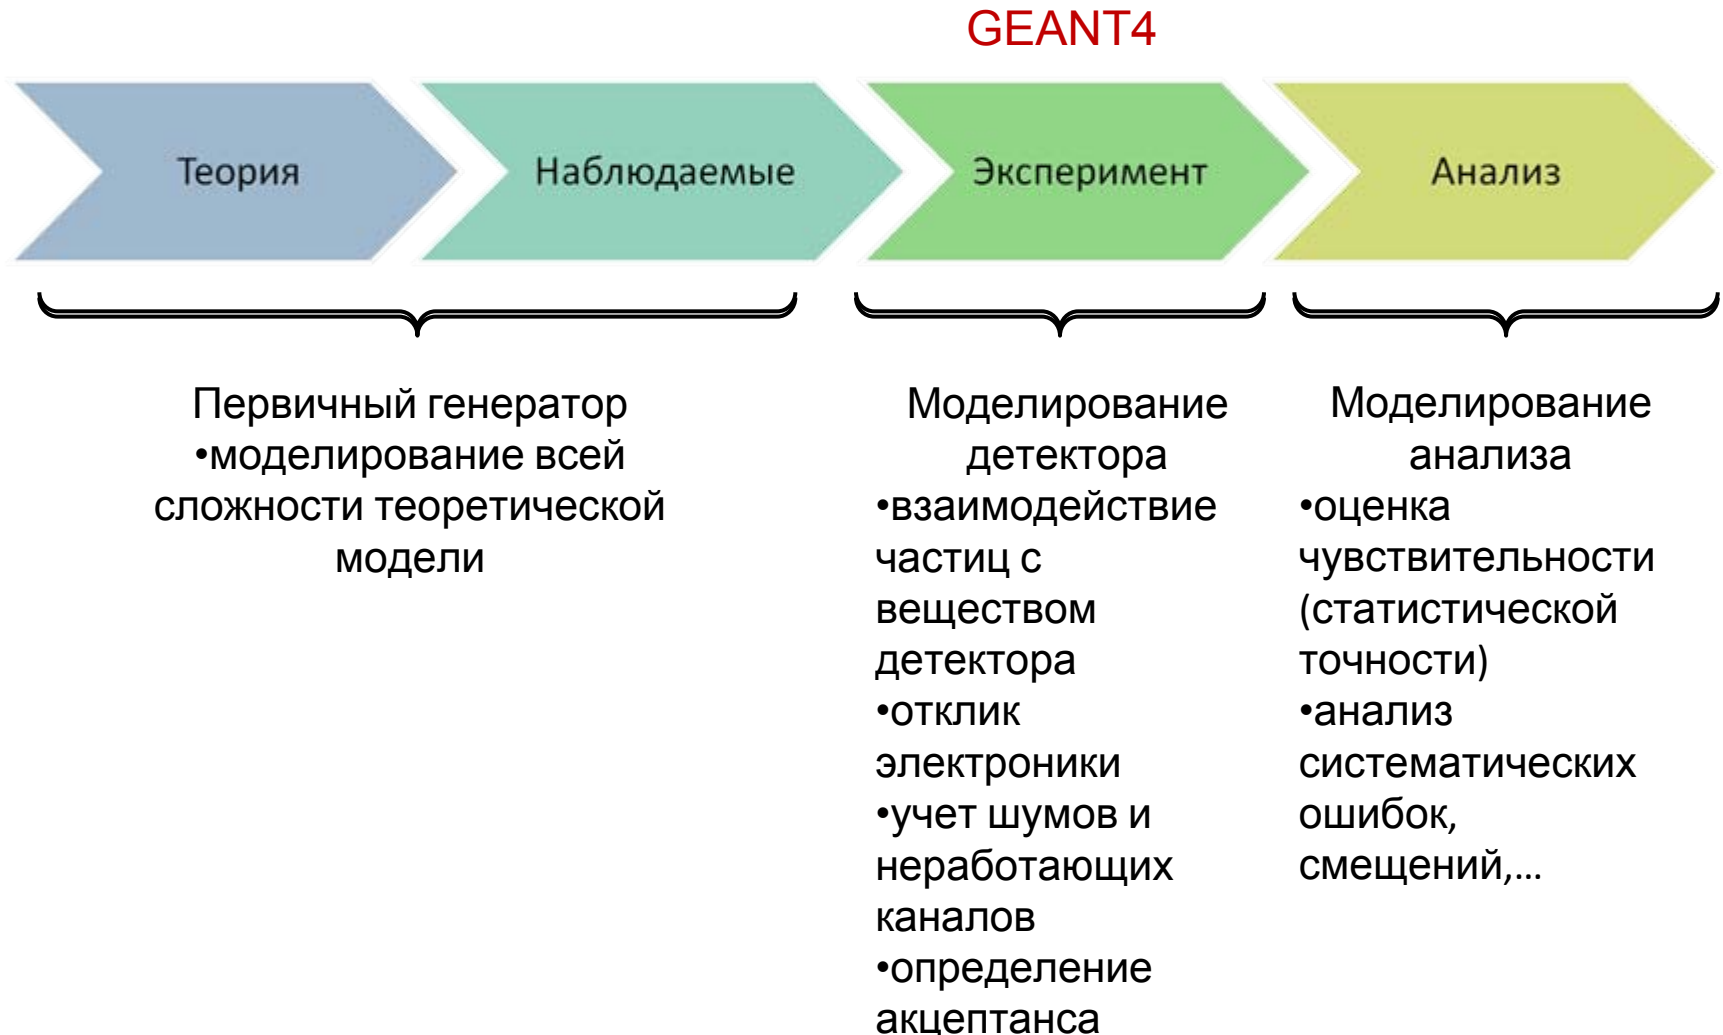 GEANT4
Теория
Наблюдаемые
Эксперимент
Анализ
Первичный генератор
•моделирование всей
сложности теоретической
модели
Моделирование
детектора
•взаимодействие
частиц с
веществом
детектора
•отклик
электроники
•учет шумов и
неработающих
каналов
•определение
акцептанса
Моделирование
анализа
•оценка
чувствительности
(статистической
точности)
•анализ
систематических
ошибок,
смещений,…